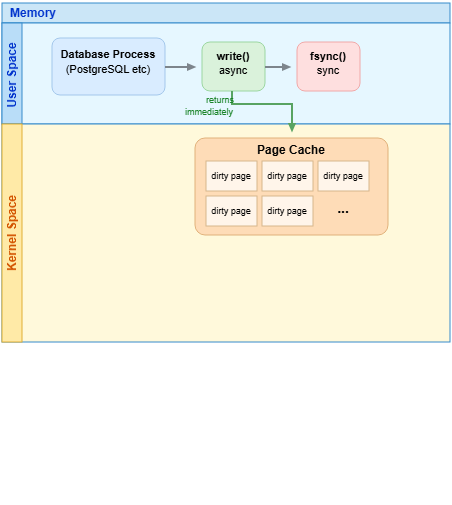 Memory
User Space
Database Process
(PostgreSQL etc)
write()
async
fsync()
sync
returns
immediately
Kernel Space
Page Cache
dirty page
dirty page
dirty page
dirty page
dirty page
...